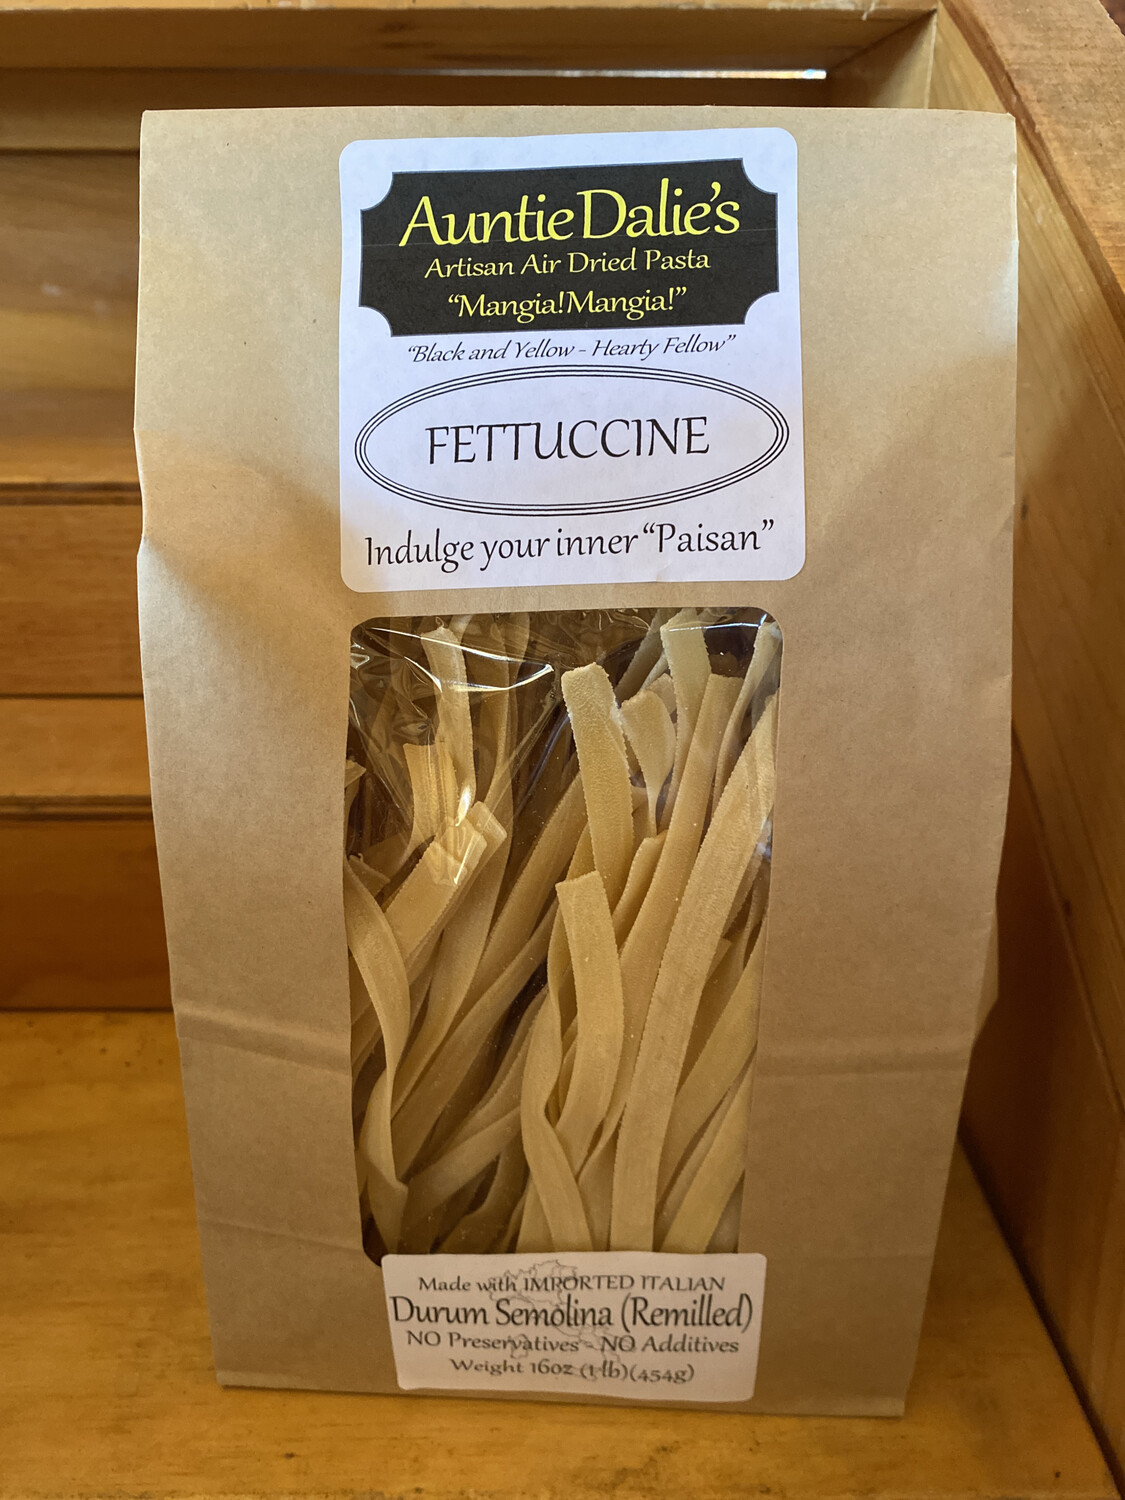 Auntie Dalie's
Artisan Air Dried Pasta
“Mangia!Mangia!”
“Black and Yellow - Hearty Fellow”
FETTUCCINE
Indulge your inner “Paisan”
Made with IMPORTED ITALIAN
Durum Semolina (Remilled)
NO Preservatives - NO Additives
Weight 16oz (1 lb)(454g)